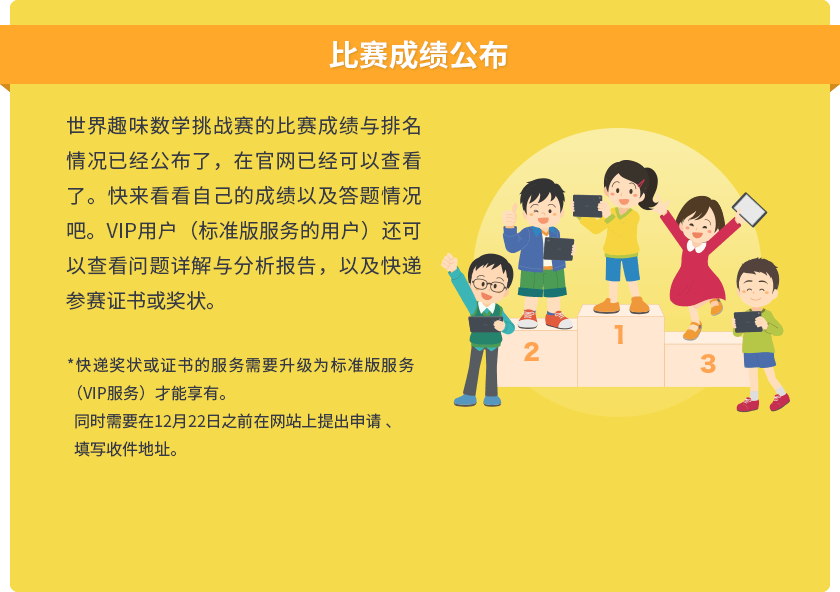 比赛成绩公布
世界趣味数学挑战赛的比赛成绩与排名
情况已经公布了，在官网已经可以查看
了。快来看看自己的成绩以及答题情况
吧。VIP用户（标准版服务的用户）还可
以查看问题详解与分析报告，以及快递
参赛证书或奖状。
*快递奖状或证书的服务需要升级为标准版服务
（VIP服务）才能享有。
同时需要在12月22日之前在网站上提出申请 、
填写收件地址。
1
2
3